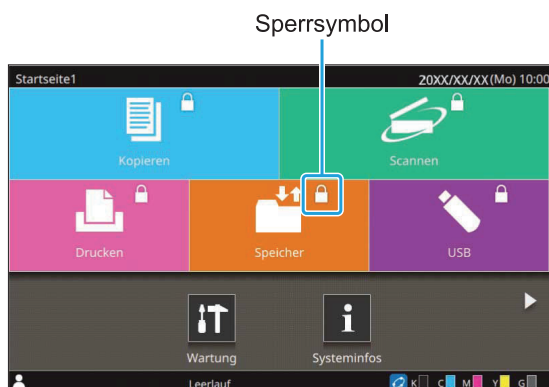 Sperrsymbol
Startseite1 20XX/XX/XX(Mo) 10:00
Kopieren Scannen
Drucken Speicher USB
Wartung Systeminfos
Leerlauf K C M Y G